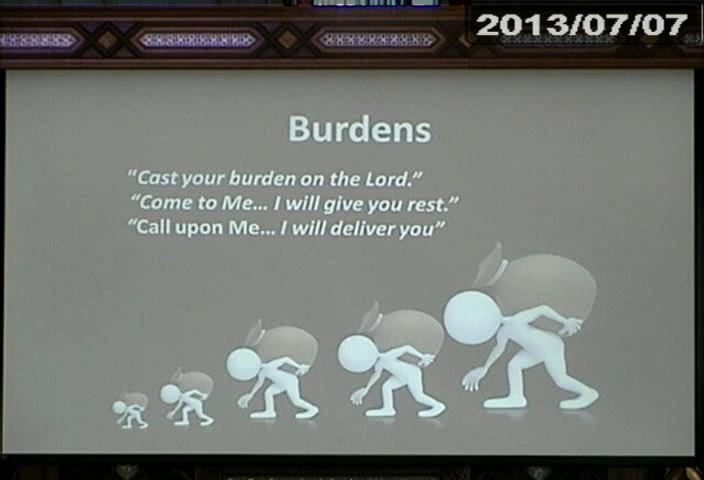 2013/07/07
Burdens
“Cast your burden on the Lord.”
“Come to Me... I will give you rest.”
“Call upon Me... I will deliver you”